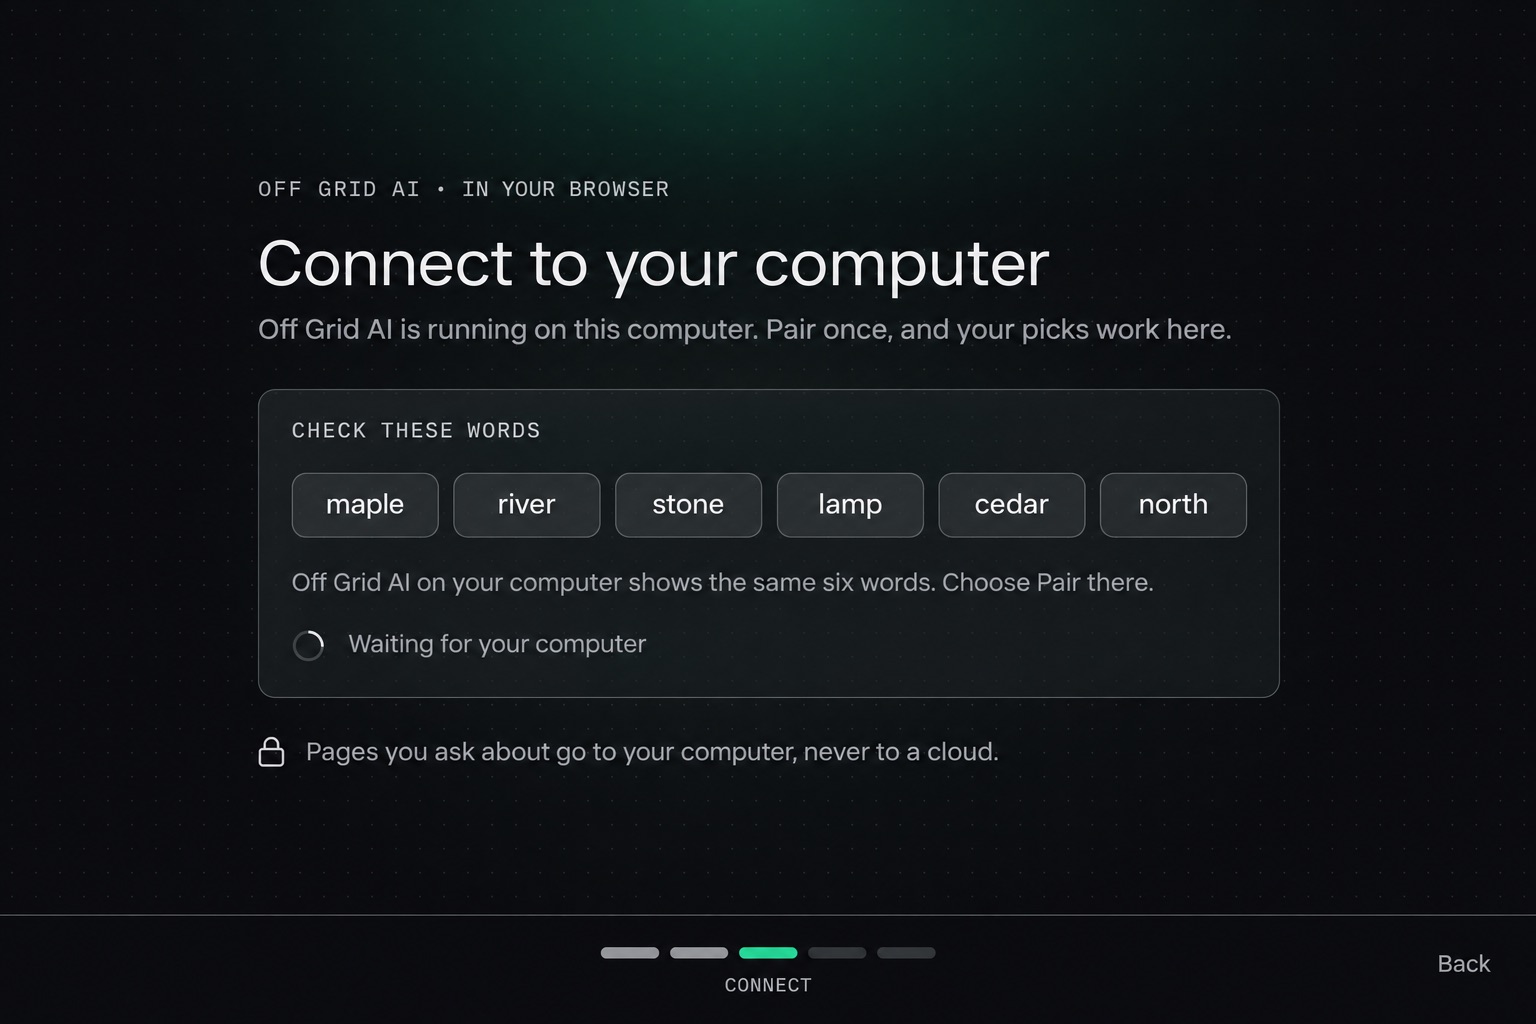 OFF GRID AI • IN YOUR BROWSER
Connect to your computer
Off Grid AI is running on this computer. Pair once, and your picks work here.
CHECK THESE WORDS
maple river stone lamp cedar north
Off Grid AI on your computer shows the same six words. Choose Pair there.
Waiting for your computer
Pages you ask about go to your computer, never to a cloud.
CONNECT
Back